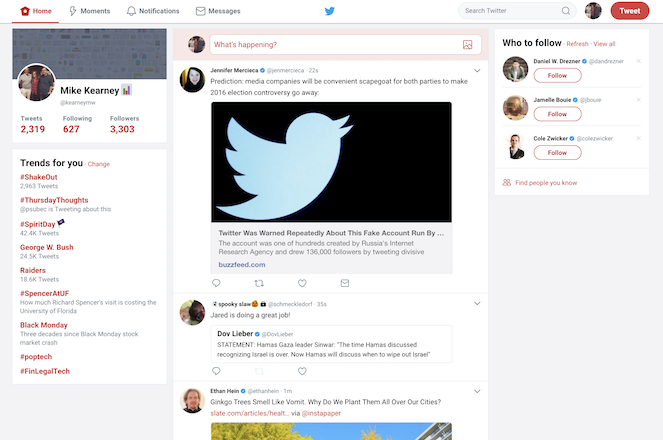 Home
Moments
Notifications
Messages
Search Twitter
Tweet
Mike Kearney
@kearneymw
Tweets Following Followers
2,319 627 3,303
Trends for you · Change
#ShakeOut
2,963 Tweets
#ThursdayThoughts
@psubec is Tweeting about this
#SpiritDay
42.4K Tweets
George W. Bush
24.5K Tweets
Raiders
18.6K Tweets
#SpencerAtUF
How much Richard Spencer's visit is costing the
University of Florida
Black Monday
Three decades since Black Monday stock
market crash
#poptech
#FinLegalTech
What's happening?
Jennifer Mercieca @jenmercieca · 22s
Prediction: media companies will be convenient scapegoat for both parties to make
2016 election controversy go away:
Twitter Was Warned Repeatedly About This Fake Account Run By ...
The account was one of hundreds created by Russia's Internet
Research Agency and drew 136,000 followers by tweeting divisive
buzzfeed.com
spooky slaw @schmeckledorf · 35s
Jared is doing a great job!
Dov Lieber @DovLieber
STATEMENT: Hamas Gaza leader Sinwar: "The time Hamas discussed
recognizing Israel is over. Now Hamas will discuss when to wipe out Israel"
Ethan Hein @ethanhein · 1m
Ginkgo Trees Smell Like Vomit. Why Do We Plant Them All Over Our Cities?
slate.com/articles/healt... via @instapaper
Who to follow · Refresh · View all
Daniel W. Drezner @dandrezner
Follow
Jamelle Bouie @jbouie
Follow
Cole Zwicker @colezwicker
Follow
Find people you know